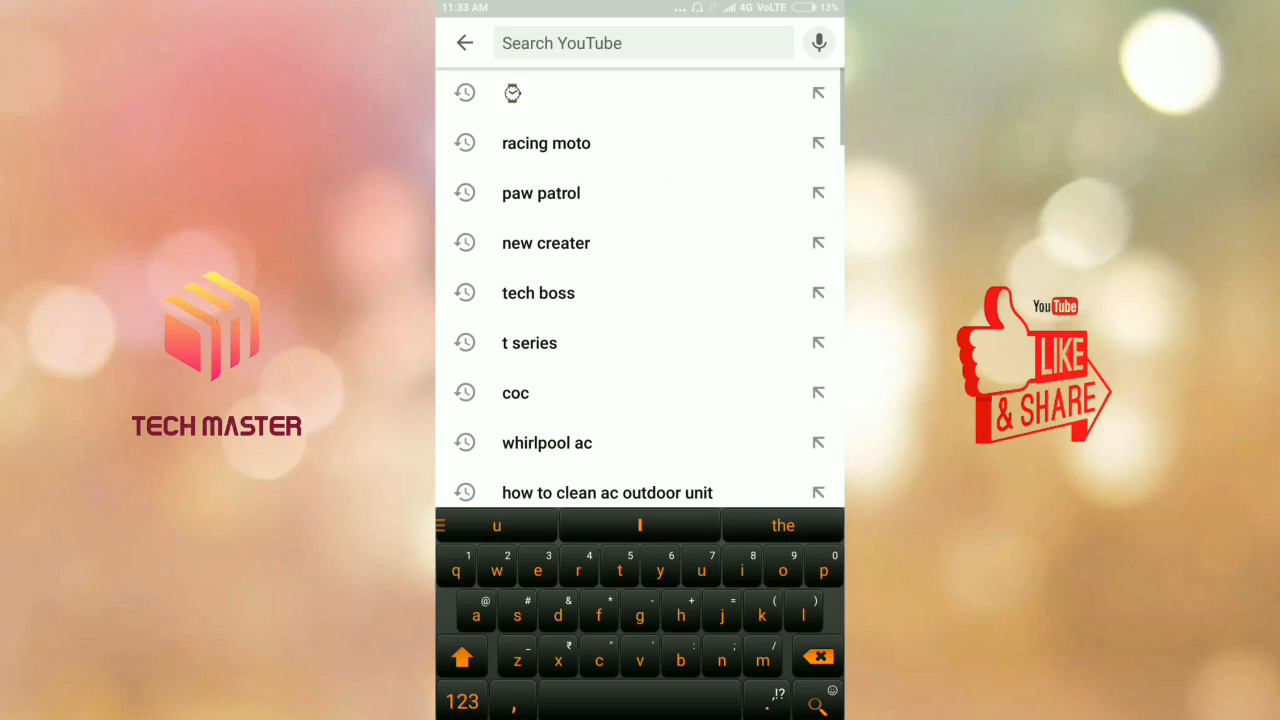 11:33 AM
... 4G VoLTE 13%
Search YouTube
⌚
racing moto
paw patrol
new creater
tech boss
t series
coc
whirlpool ac
how to clean ac outdoor unit
TECH MASTER
YouTube
LIKE
& SHARE
u I the
1 2 3 4 5 6 7 8 9 0
q w e r t y u i o p
@ # & * - + = ( )
a s d f g h j k l
_ ₹ " ' : ; /
z x c v b n m
,!?
123 , .